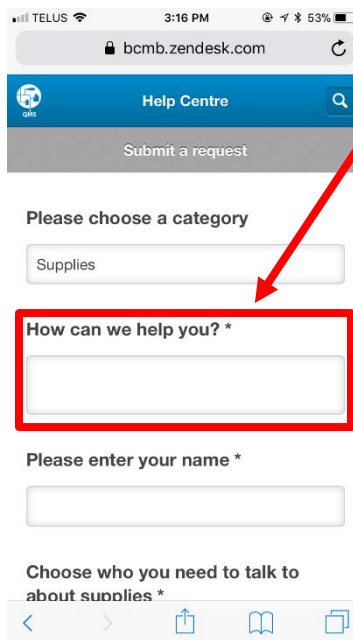 TELUS 3:16 PM 53%
bcmb.zendesk.com
QMS
Help Centre
Submit a request
Please choose a category
Supplies
How can we help you? *
Please enter your name *
Choose who you need to talk to
about supplies *